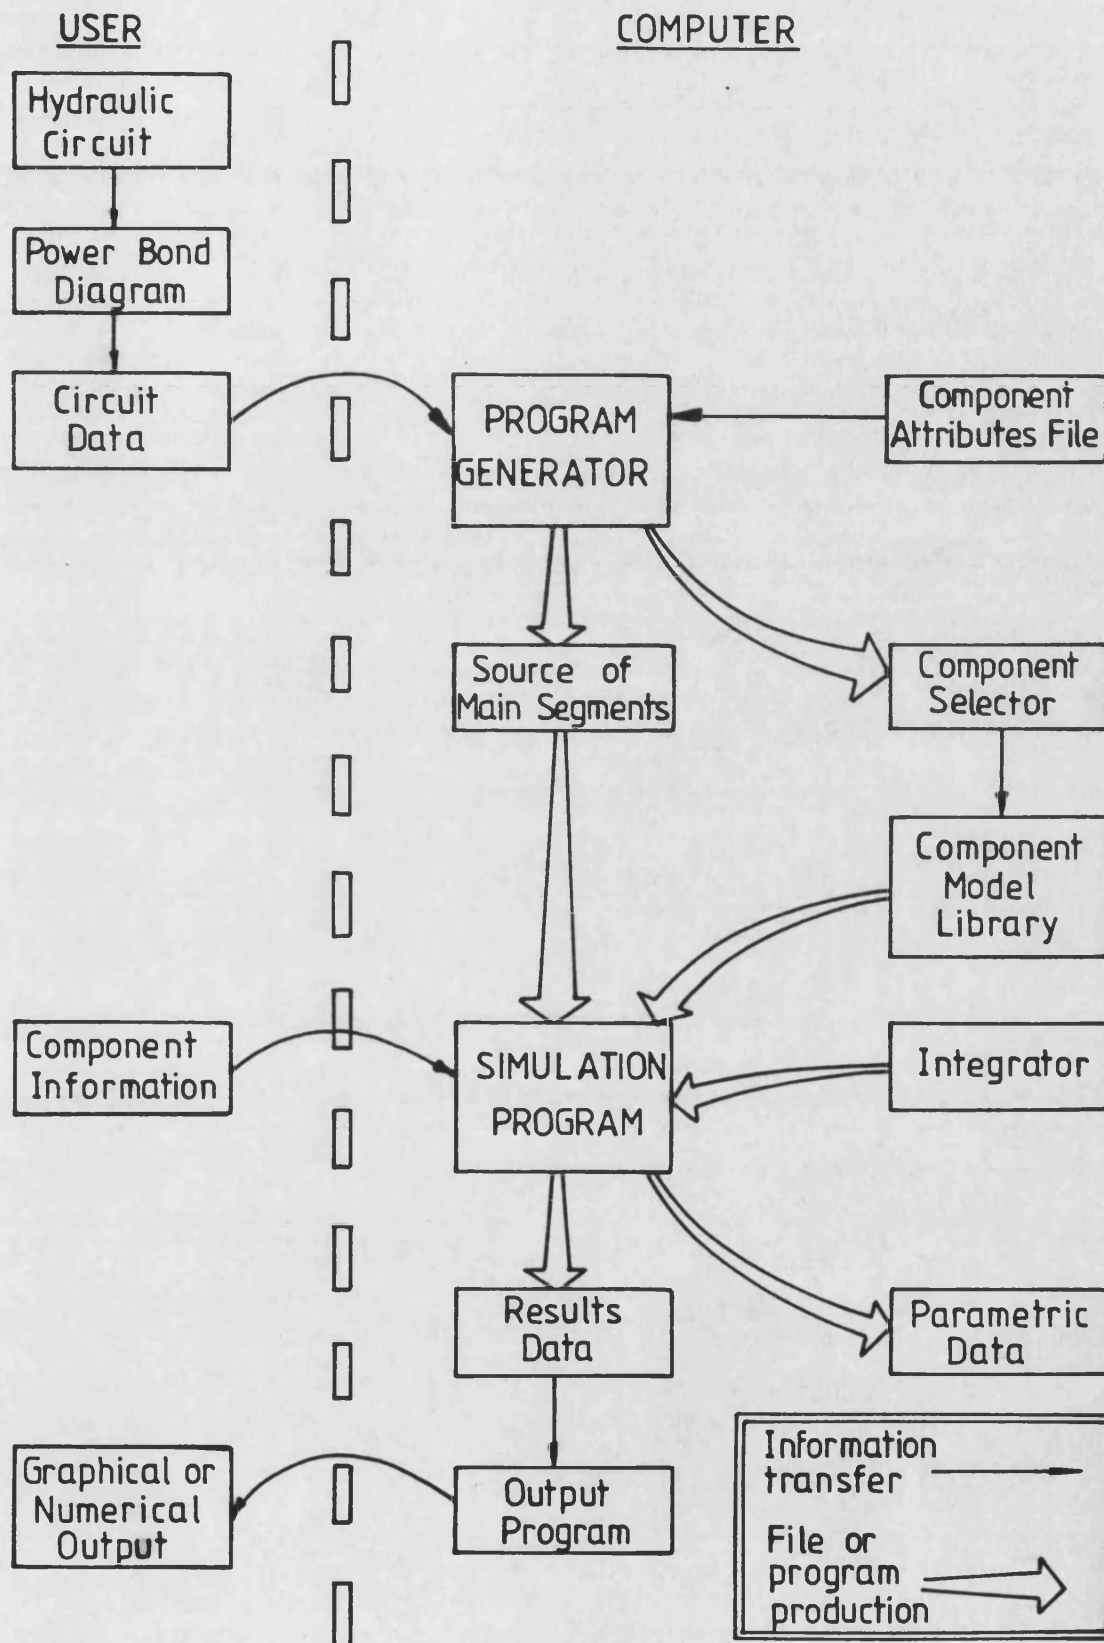 USER
COMPUTER
Hydraulic
Circuit
Power Bond
Diagram
Circuit
Data
PROGRAM
GENERATOR
Component
Attributes File
Source of
Main Segments
Component
Selector
Component
Model
Library
Component
Information
SIMULATION
PROGRAM
Integrator
Results
Data
Parametric
Data
Graphical or
Numerical
Output
Output
Program
Information
transfer
File or
program
production